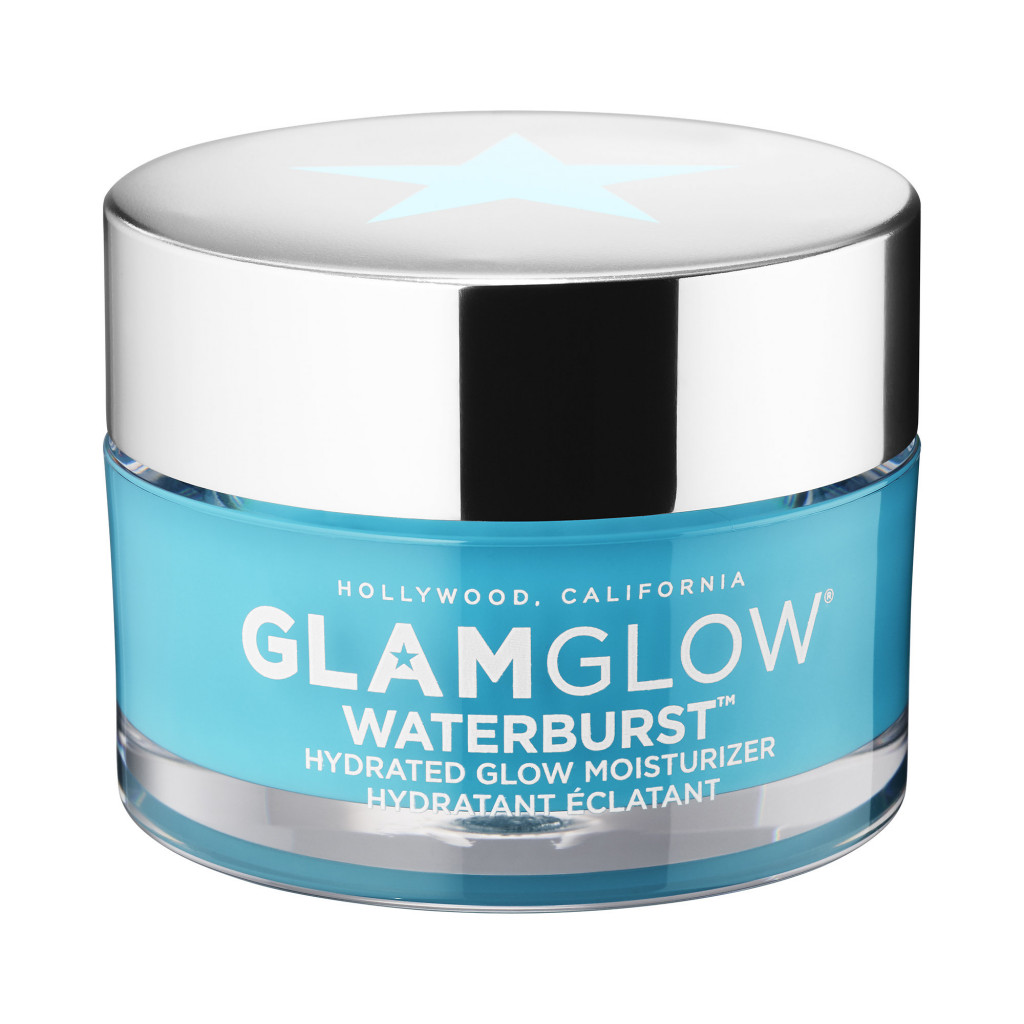 HOLLYWOOD, CALIFORNIA
GLAMGLOW®
WATERBURST™
HYDRATED GLOW MOISTURIZER
HYDRATANT ÉCLATANT